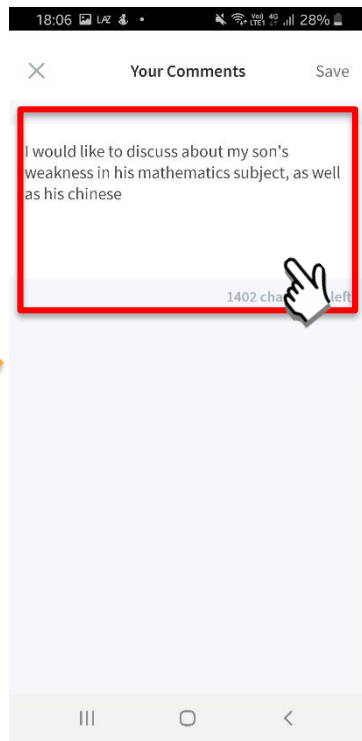 18:06 LAZ 28%
Your Comments Save
I would like to discuss about my son's
weakness in his mathematics subject, as well
as his chinese
1402 left